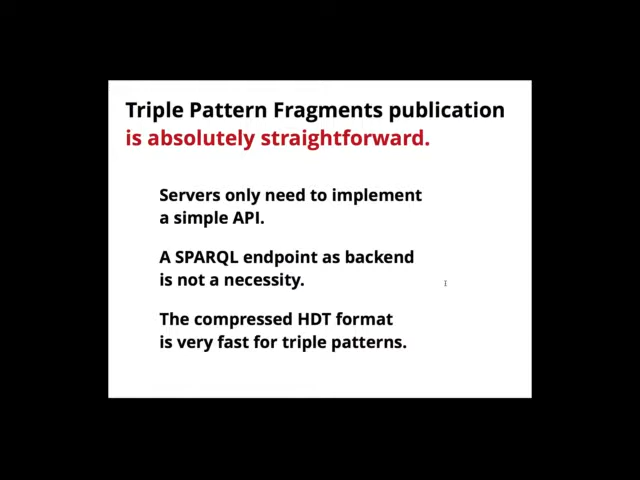 Triple Pattern Fragments publication
is absolutely straightforward.
Servers only need to implement
a simple API.
A SPARQL endpoint as backend
is not a necessity.
The compressed HDT format
is very fast for triple patterns.